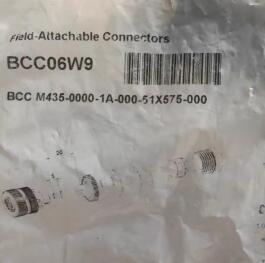 Field-Attachable Connectors
BCC06W9
BCC M435-0000-1A-000-51X575-000